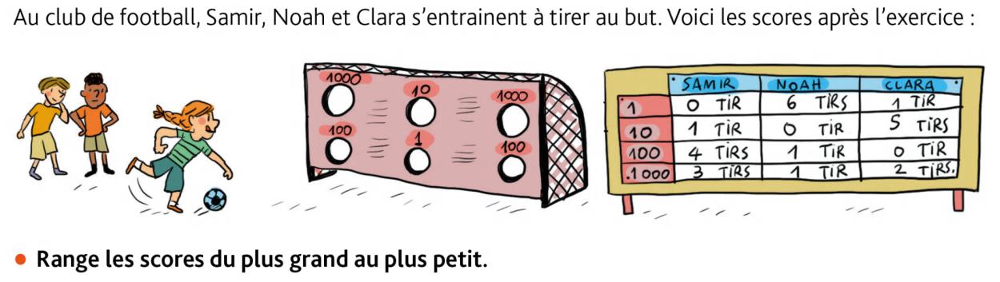 Au club de football, Samir, Noah et Clara s'entrainent à tirer au but. Voici les scores après l'exercice :
1000
10
1000
100
1
100
SAMIR NOAH CLARA
1 0 TIR 6 TIRS 1 TIR
10 1 TIR 0 TIR 5 TIRS
100 4 TIRS 1 TIR 0 TIR
1000 3 TIRS 1 TIR 2 TIRS.
• Range les scores du plus grand au plus petit.